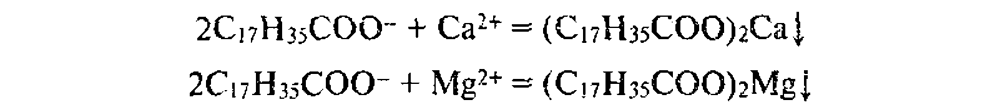 2C₁₇H₃₅COO⁻ + Ca²⁺ = (C₁₇H₃₅COO)₂Ca↓
2C₁₇H₃₅COO⁻ + Mg²⁺ = (C₁₇H₃₅COO)₂Mg↓